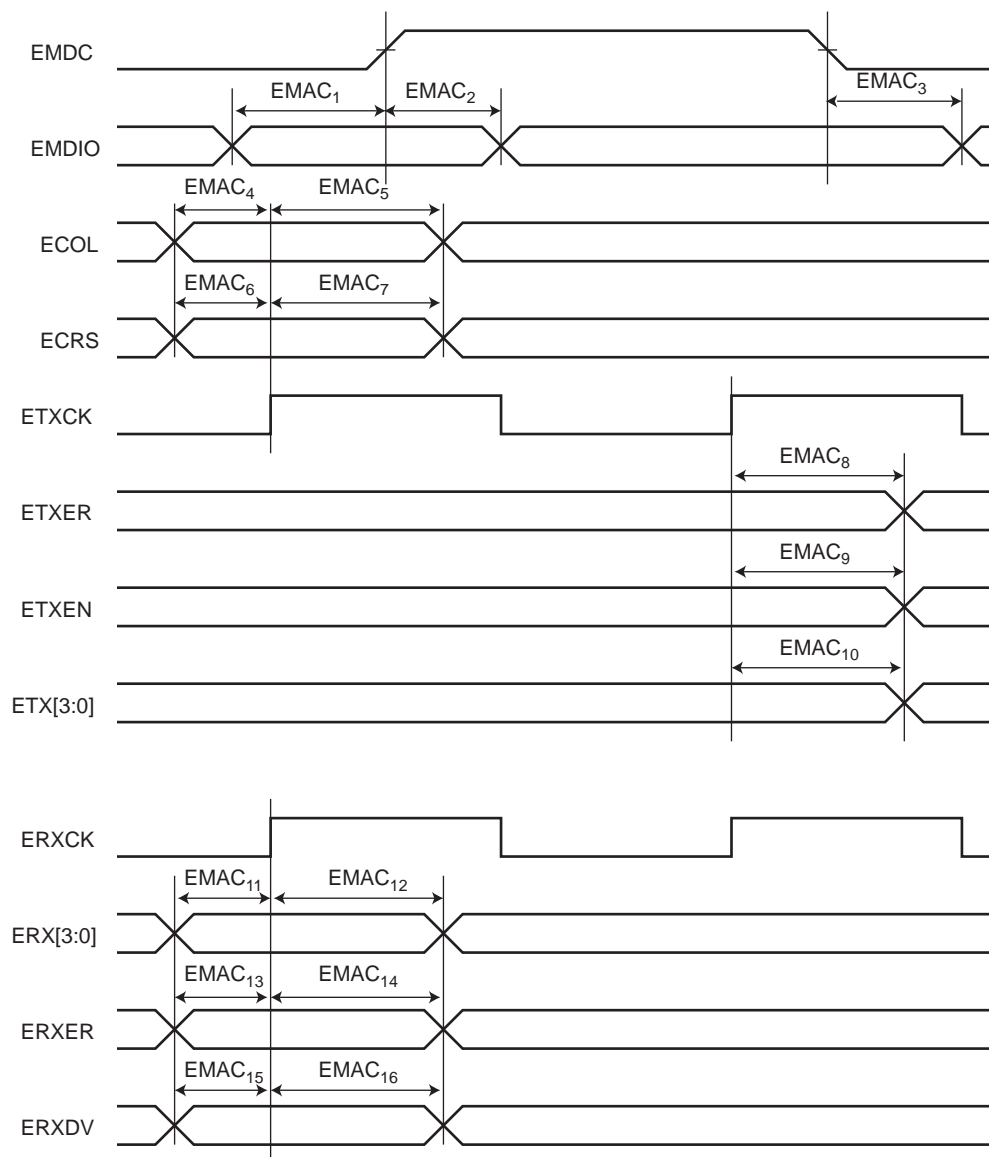 EMDC
EMAC₁ EMAC₂ EMAC₃
EMDIO
EMAC₄ EMAC₅
ECOL
EMAC₆ EMAC₇
ECRS
ETXCK
EMAC₈
ETXER
EMAC₉
ETXEN
EMAC₁₀
ETX[3:0]
ERXCK
EMAC₁₁ EMAC₁₂
ERX[3:0]
EMAC₁₃ EMAC₁₄
ERXER
EMAC₁₅ EMAC₁₆
ERXDV